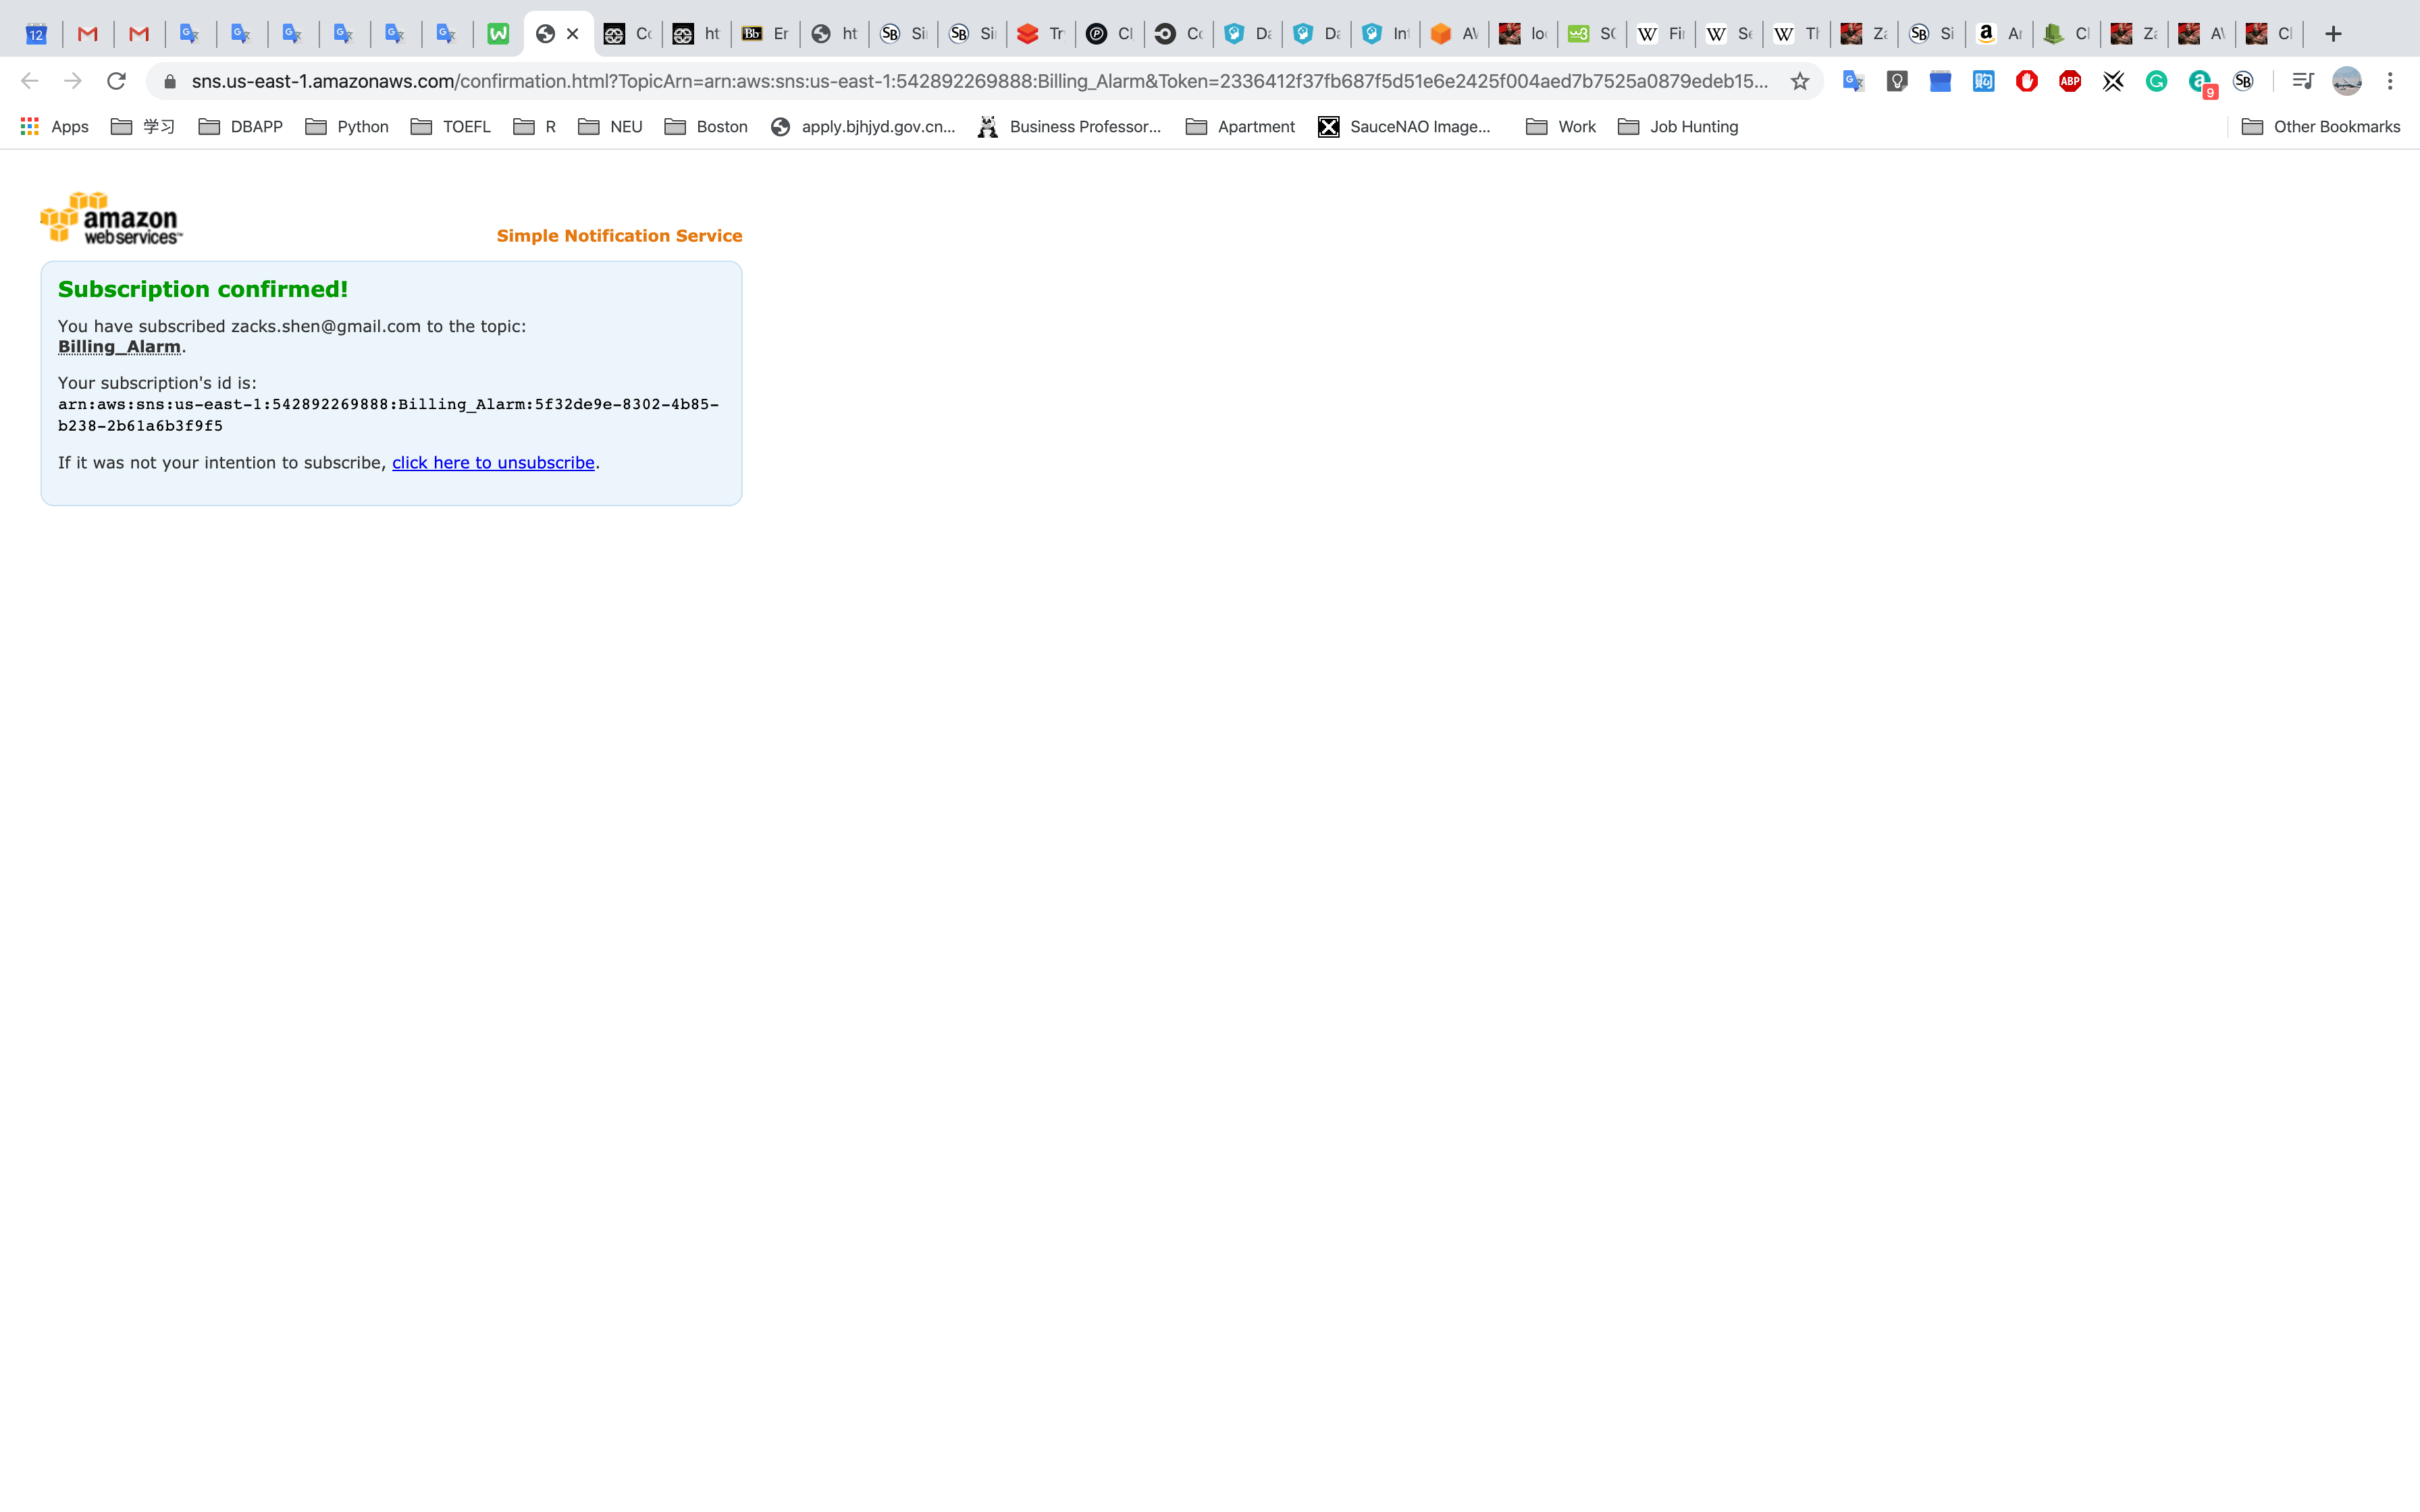 12 Co ht Er ht Si Si Tr Cl Co Da Da Int AV loc SQ Fir Se Th Za Si Ar Cl Za AV Cl
sns.us-east-1.amazonaws.com/confirmation.html?TopicArn=arn:aws:sns:us-east-1:542892269888:Billing_Alarm&Token=2336412f37fb687f5d51e6e2425f004aed7b7525a0879edeb15... ABP 9
Apps 学习 DBAPP Python TOEFL R NEU Boston apply.bjhjyd.gov.cn... Business Professor... Apartment SauceNAO Image... Work Job Hunting Other Bookmarks
amazon
webservices™
Simple Notification Service
Subscription confirmed!
You have subscribed zacks.shen@gmail.com to the topic:
Billing_Alarm.
Your subscription's id is:
arn:aws:sns:us-east-1:542892269888:Billing_Alarm:5f32de9e-8302-4b85-
b238-2b61a6b3f9f5
If it was not your intention to subscribe, click here to unsubscribe.